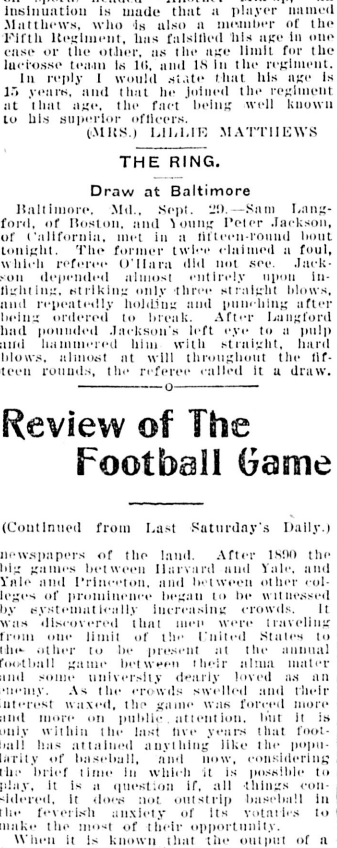 insinuation is made that a player named
Matthews, who is also a member of the
Fifth Regiment, has falsified his age in one
case or the other, as the age limit for the
lacrosse team is 16, and 18 in the regiment.
In reply I would state that his age is
15 years, and that he joined the regiment
at that age, the fact being well known
to his superior officers.
(MRS.) LILLIE MATTHEWS
THE RING.
Draw at Baltimore
Baltimore, Md., Sept. 29.—Sam Lang-
ford, of Boston, and Young Peter Jackson,
of California, met in a fifteen-round bout
tonight. The former twice claimed a foul,
which referee O'Hara did not see. Jack-
son depended almost entirely upon in-
fighting, striking only three straight blows,
and repeatedly holding and punching after
being ordered to break. After Langford
had pounded Jackson's left eye to a pulp
and hammered him with straight, hard
blows, almost at will throughout the fif-
teen rounds, the referee called it a draw.
Review of The
Football Game
(Continued from Last Saturday's Daily.)
newspapers of the land. After 1890 the
big games between Harvard and Yale, and
Yale and Princeton, and between other col-
leges of prominence began to be witnessed
by systematically increasing crowds. It
was discovered that men were traveling
from one limit of the United States to
the other to be present at the annual
football game between their alma mater
and some university dearly loved as an
enemy. As the crowds swelled and their
interest waxed, the game was forced more
and more on public attention, but it is
only within the last five years that foot-
ball has attained anything like the popu-
larity of baseball, and now, considering
the brief time in which it is possible to
play, it is a question if, all things con-
sidered, it does not outstrip baseball in
the feverish anxiety of its votaries to
make the most of their opportunity.
When it is known that the output of a